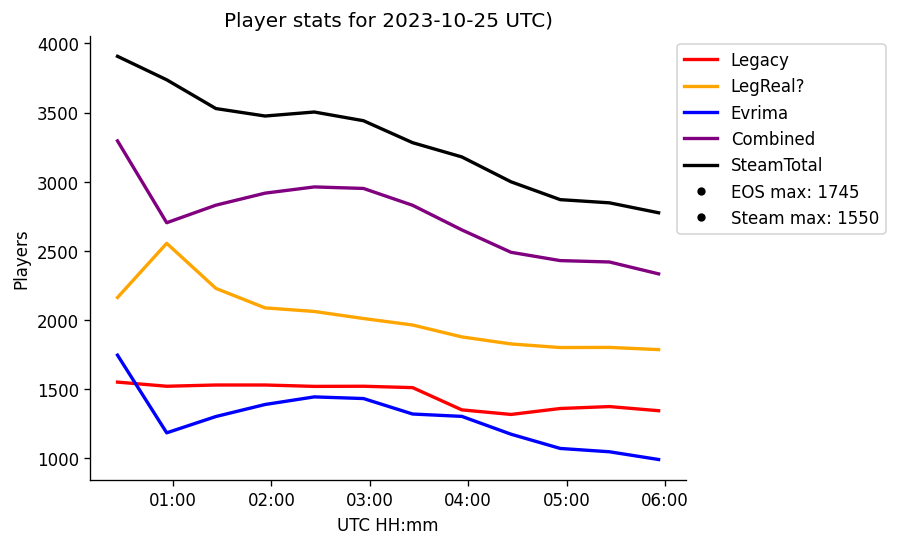 Player stats for 2023-10-25 UTC)
4000
3500
3000
2500
2000
1500
1000
Players
01:00
02:00
03:00
04:00
05:00
06:00
UTC HH:mm
Legacy
LegReal?
Evrima
Combined
SteamTotal
EOS max: 1745
Steam max: 1550